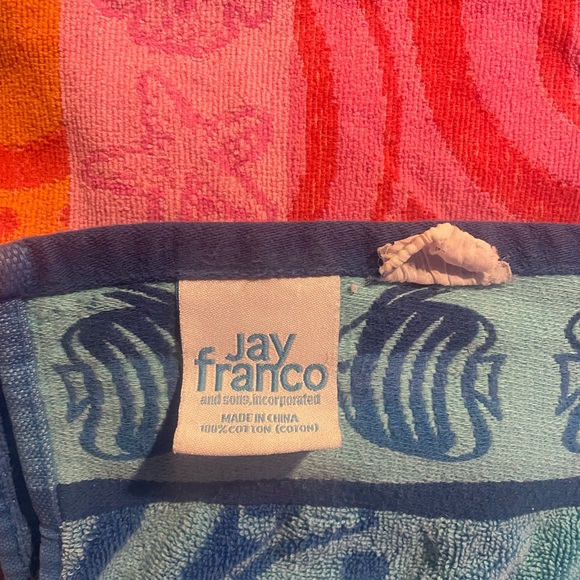 Jay
franco
and sons, incorporated
MADE IN CHINA
100% COTTON (COTON)